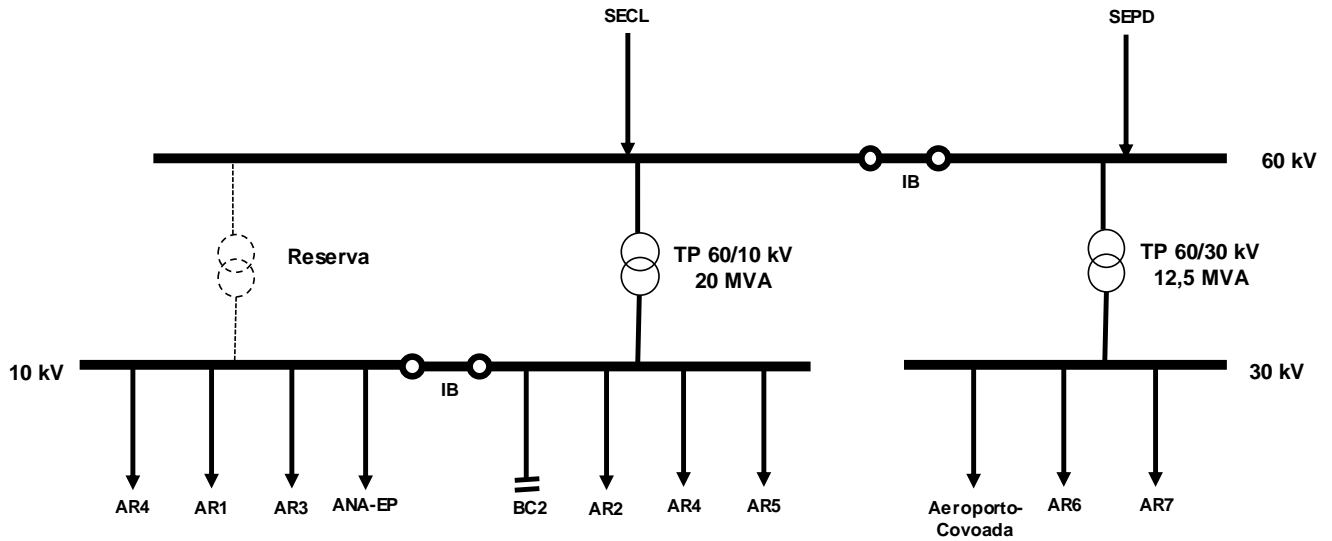 SECL
SEPD
60 kV
IB
Reserva
TP 60/10 kV
20 MVA
TP 60/30 kV
12,5 MVA
10 kV
IB
30 kV
AR4
AR1
AR3
ANA-EP
BC2
AR2
AR4
AR5
Aeroporto-
Covoada
AR6
AR7